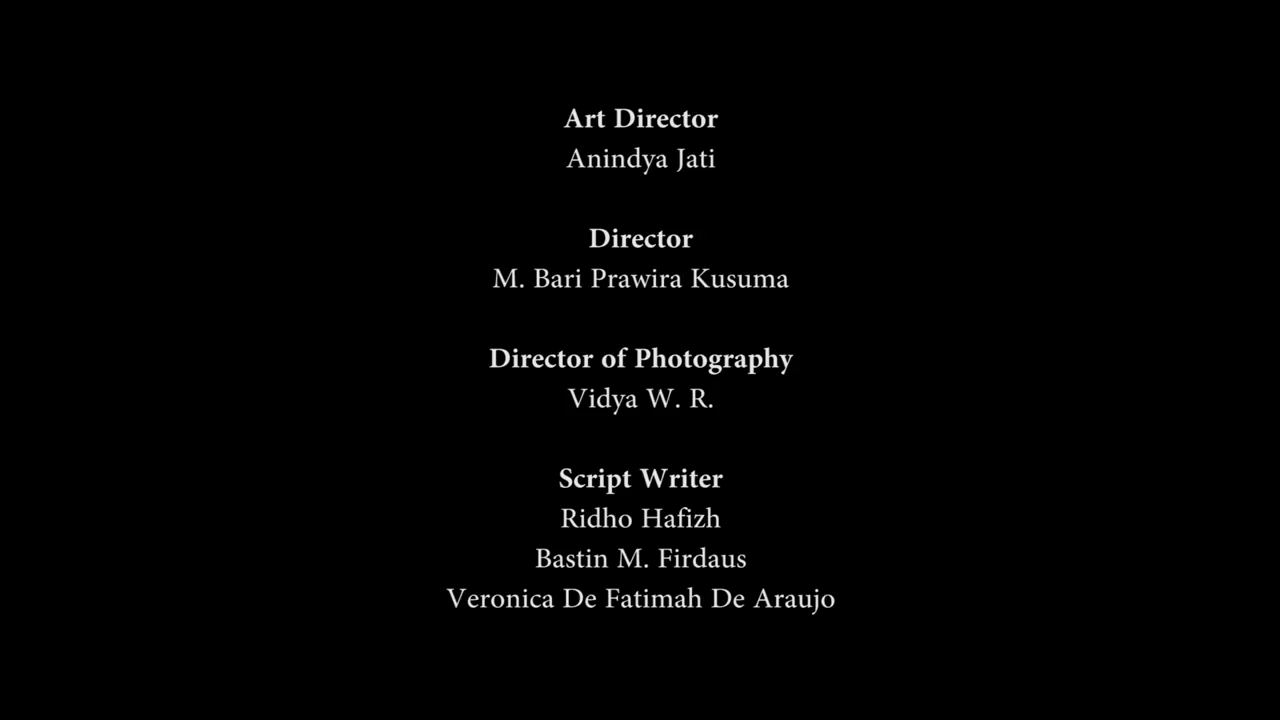 Art Director
Anindya Jati
Director
M. Bari Prawira Kusuma
Director of Photography
Vidya W. R.
Script Writer
Ridho Hafizh
Bastin M. Firdaus
Veronica De Fatimah De Araujo